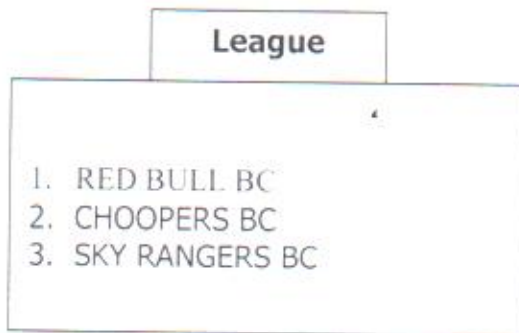 League
1. RED BULL BC
2. CHOOPERS BC
3. SKY RANGERS BC